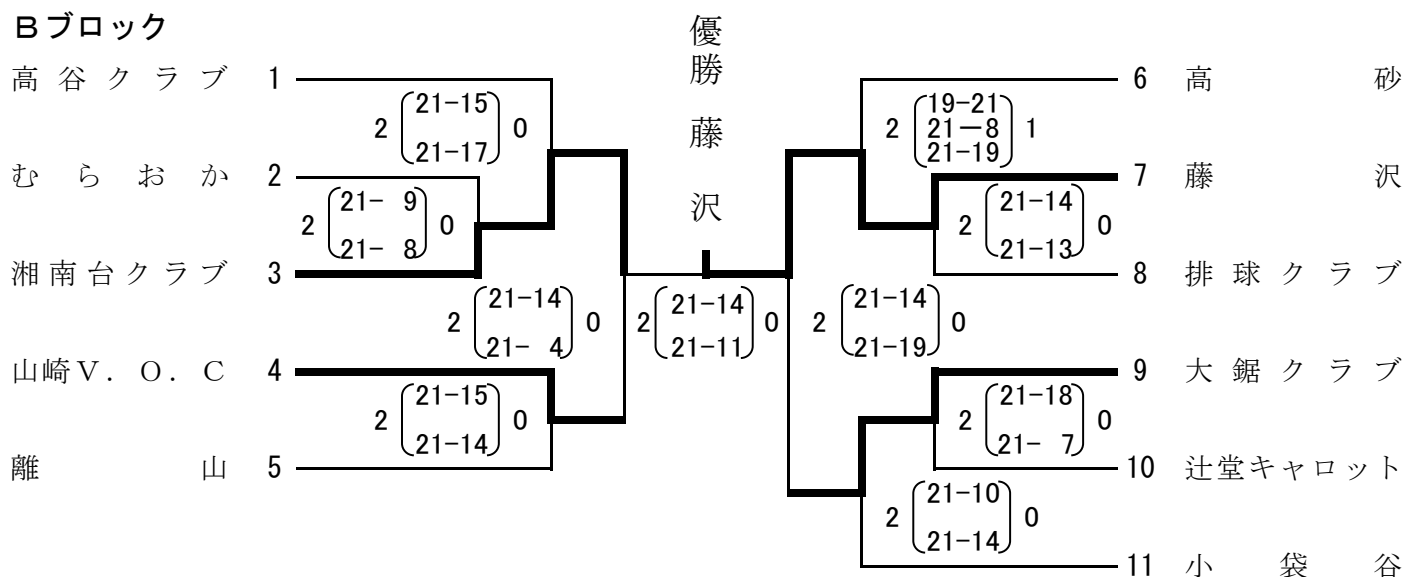 Bブロック
優勝 藤沢
高谷クラブ 1
2 21-15 0
21-17
むらおか 2
2 21- 9 0
21- 8
湘南台クラブ 3
2 21-14 0
21- 4
山崎V.O.C 4
2 21-15 0
21-14
離山 5
2 21-14 0
21-11
6 高砂
2 19-21 1
21-8
21-19
7 藤沢
2 21-14 0
21-13
8 排球クラブ
2 21-14 0
21-19
9 大鋸クラブ
2 21-18 0
21- 7
10 辻堂キャロット
2 21-10 0
21-14
11 小袋谷